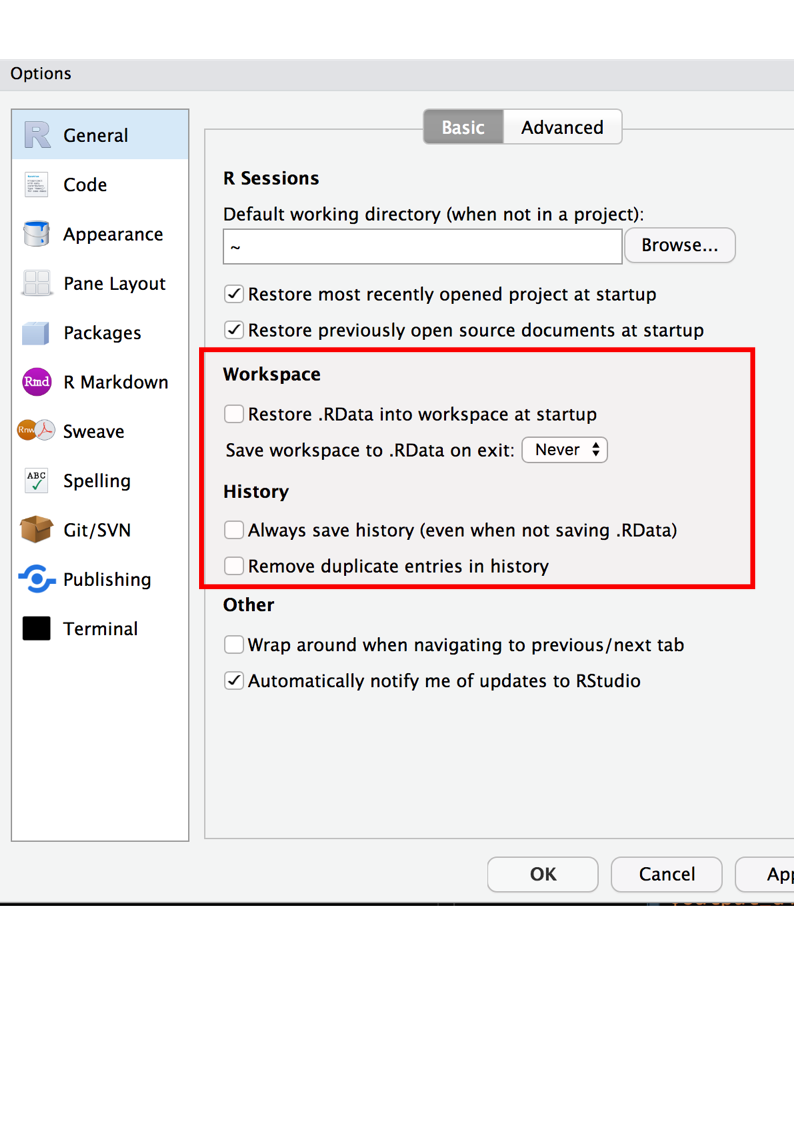 Options
General
Code
Appearance
Pane Layout
Packages
Rmd R Markdown
Rnw Sweave
ABC Spelling
Git/SVN
Publishing
Terminal
Basic Advanced
R Sessions
Default working directory (when not in a project):
~ Browse...
Restore most recently opened project at startup
Restore previously open source documents at startup
Workspace
Restore .RData into workspace at startup
Save workspace to .RData on exit: Never
History
Always save history (even when not saving .RData)
Remove duplicate entries in history
Other
Wrap around when navigating to previous/next tab
Automatically notify me of updates to RStudio
OK Cancel App